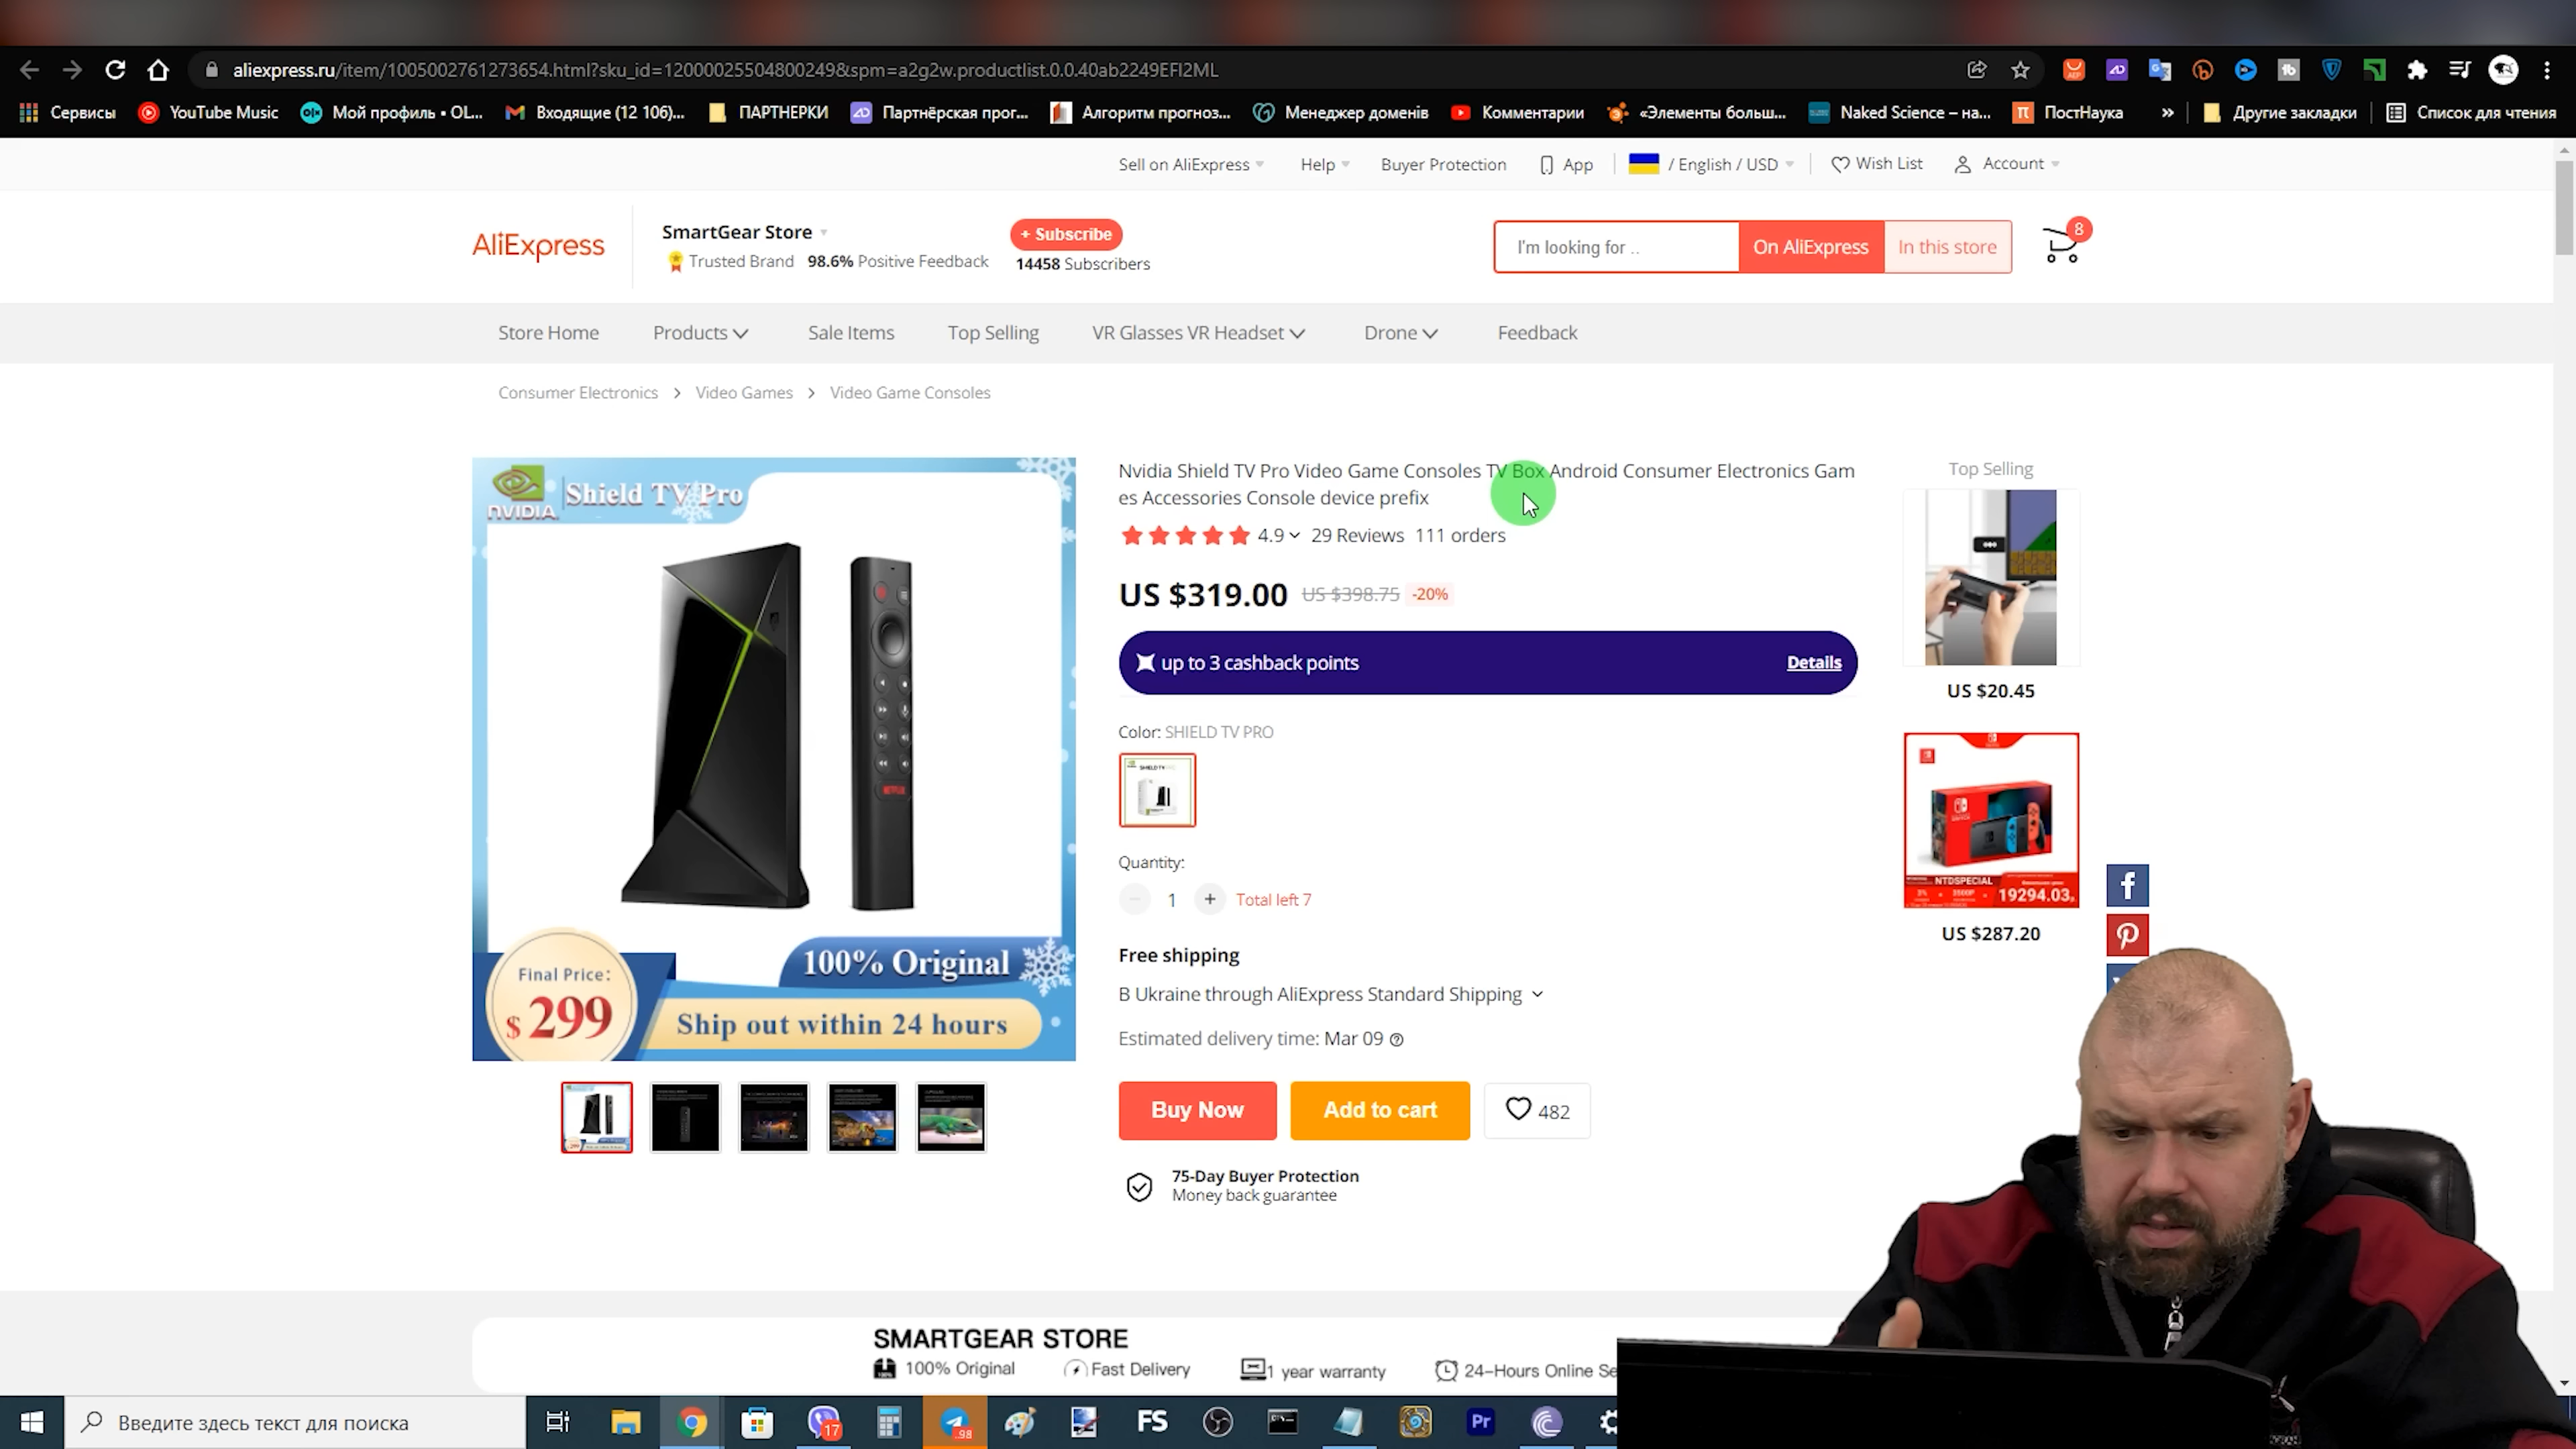 aliexpress.ru/item/1005002761273654.html?sku_id=12000025504800249&spm=a2g2w.productlist.0.0.40ab2249EFI2ML
Сервисы YouTube Music Мой профиль • OL... Входящие (12 106)... ПАРТНЕРКИ Партнёрская прог... Алгоритм прогноз... Менеджер доменів Комментарии «Элементы больш... Naked Science – на... ПостНаука » Другие закладки Список для чтения
Sell on AliExpress Help Buyer Protection App / English / USD Wish List Account
AliExpress
SmartGear Store
Trusted Brand 98.6% Positive Feedback
+ Subscribe
14458 Subscribers
I'm looking for ..
On AliExpress
In this store
8
Store Home Products Sale Items Top Selling VR Glasses VR Headset Drone Feedback
Consumer Electronics > Video Games > Video Game Consoles
NVIDIA. Shield TV Pro
NETFLIX
100% Original
Final Price:
$ 299
Ship out within 24 hours
Nvidia Shield TV Pro Video Game Consoles TV Box Android Consumer Electronics Gam
es Accessories Console device prefix
4.9 29 Reviews 111 orders
US $319.00 US $398.75 -20%
up to 3 cashback points Details
Color: SHIELD TV PRO
SHIELD TV
Quantity:
1 + Total left 7
Free shipping
В Ukraine through AliExpress Standard Shipping
Estimated delivery time: Mar 09
Buy Now
Add to cart
482
75-Day Buyer Protection
Money back guarantee
Top Selling
US $20.45
NTDSPECIAL
19294.03
US $287.20
SMARTGEAR STORE
100% Original Fast Delivery 1 year warranty 24-Hours Online Se
Введите здесь текст для поиска
17
98
FS
Pr